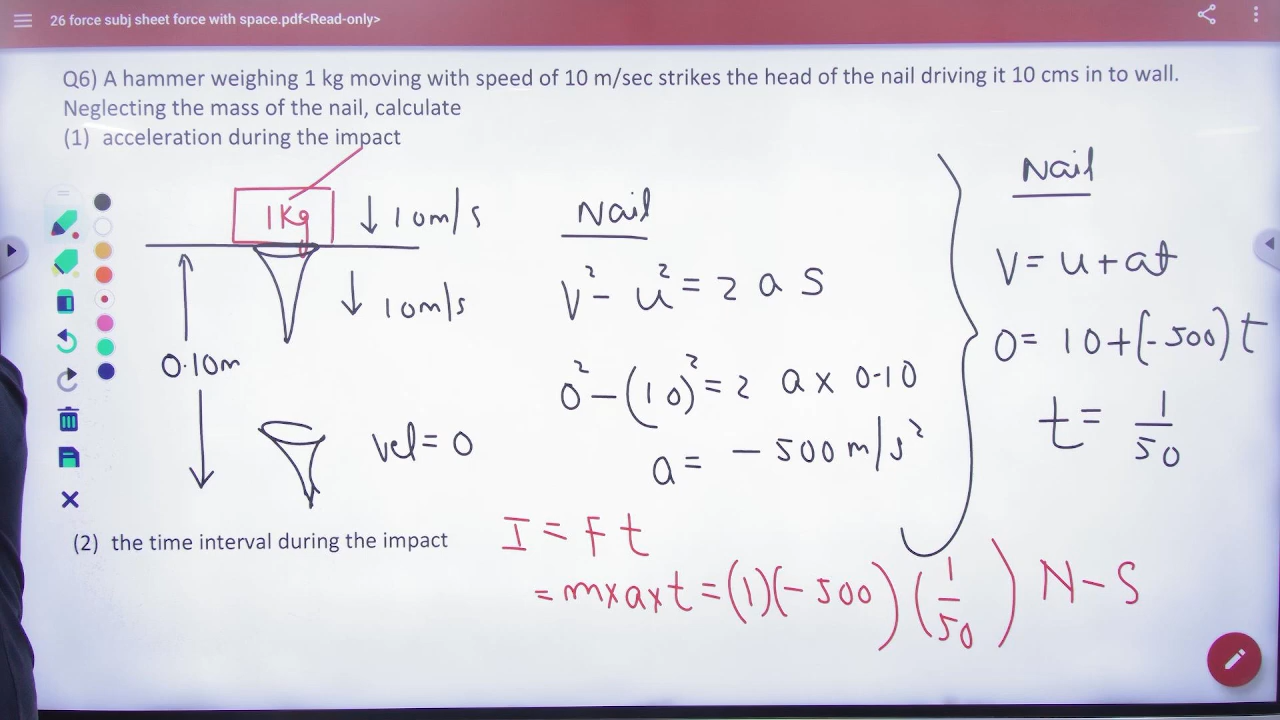 26 force subj sheet force with space.pdf<Read-only>
Q6) A hammer weighing 1 kg moving with speed of 10 m/sec strikes the head of the nail driving it 10 cms in to wall.
Neglecting the mass of the nail, calculate
(1) acceleration during the impact
1Kg
↓ 10m/s
↓ 10m/s
0.10m
vel = 0
Nail
v² - u² = 2 a S
0² - (10)² = 2 a x 0.10
a = - 500 m/s²
Nail
v = u + at
0 = 10 + (-500) t
t = 1/50
(2) the time interval during the impact
I = F t
= m x a x t = (1)(-500)(1/50) N-S